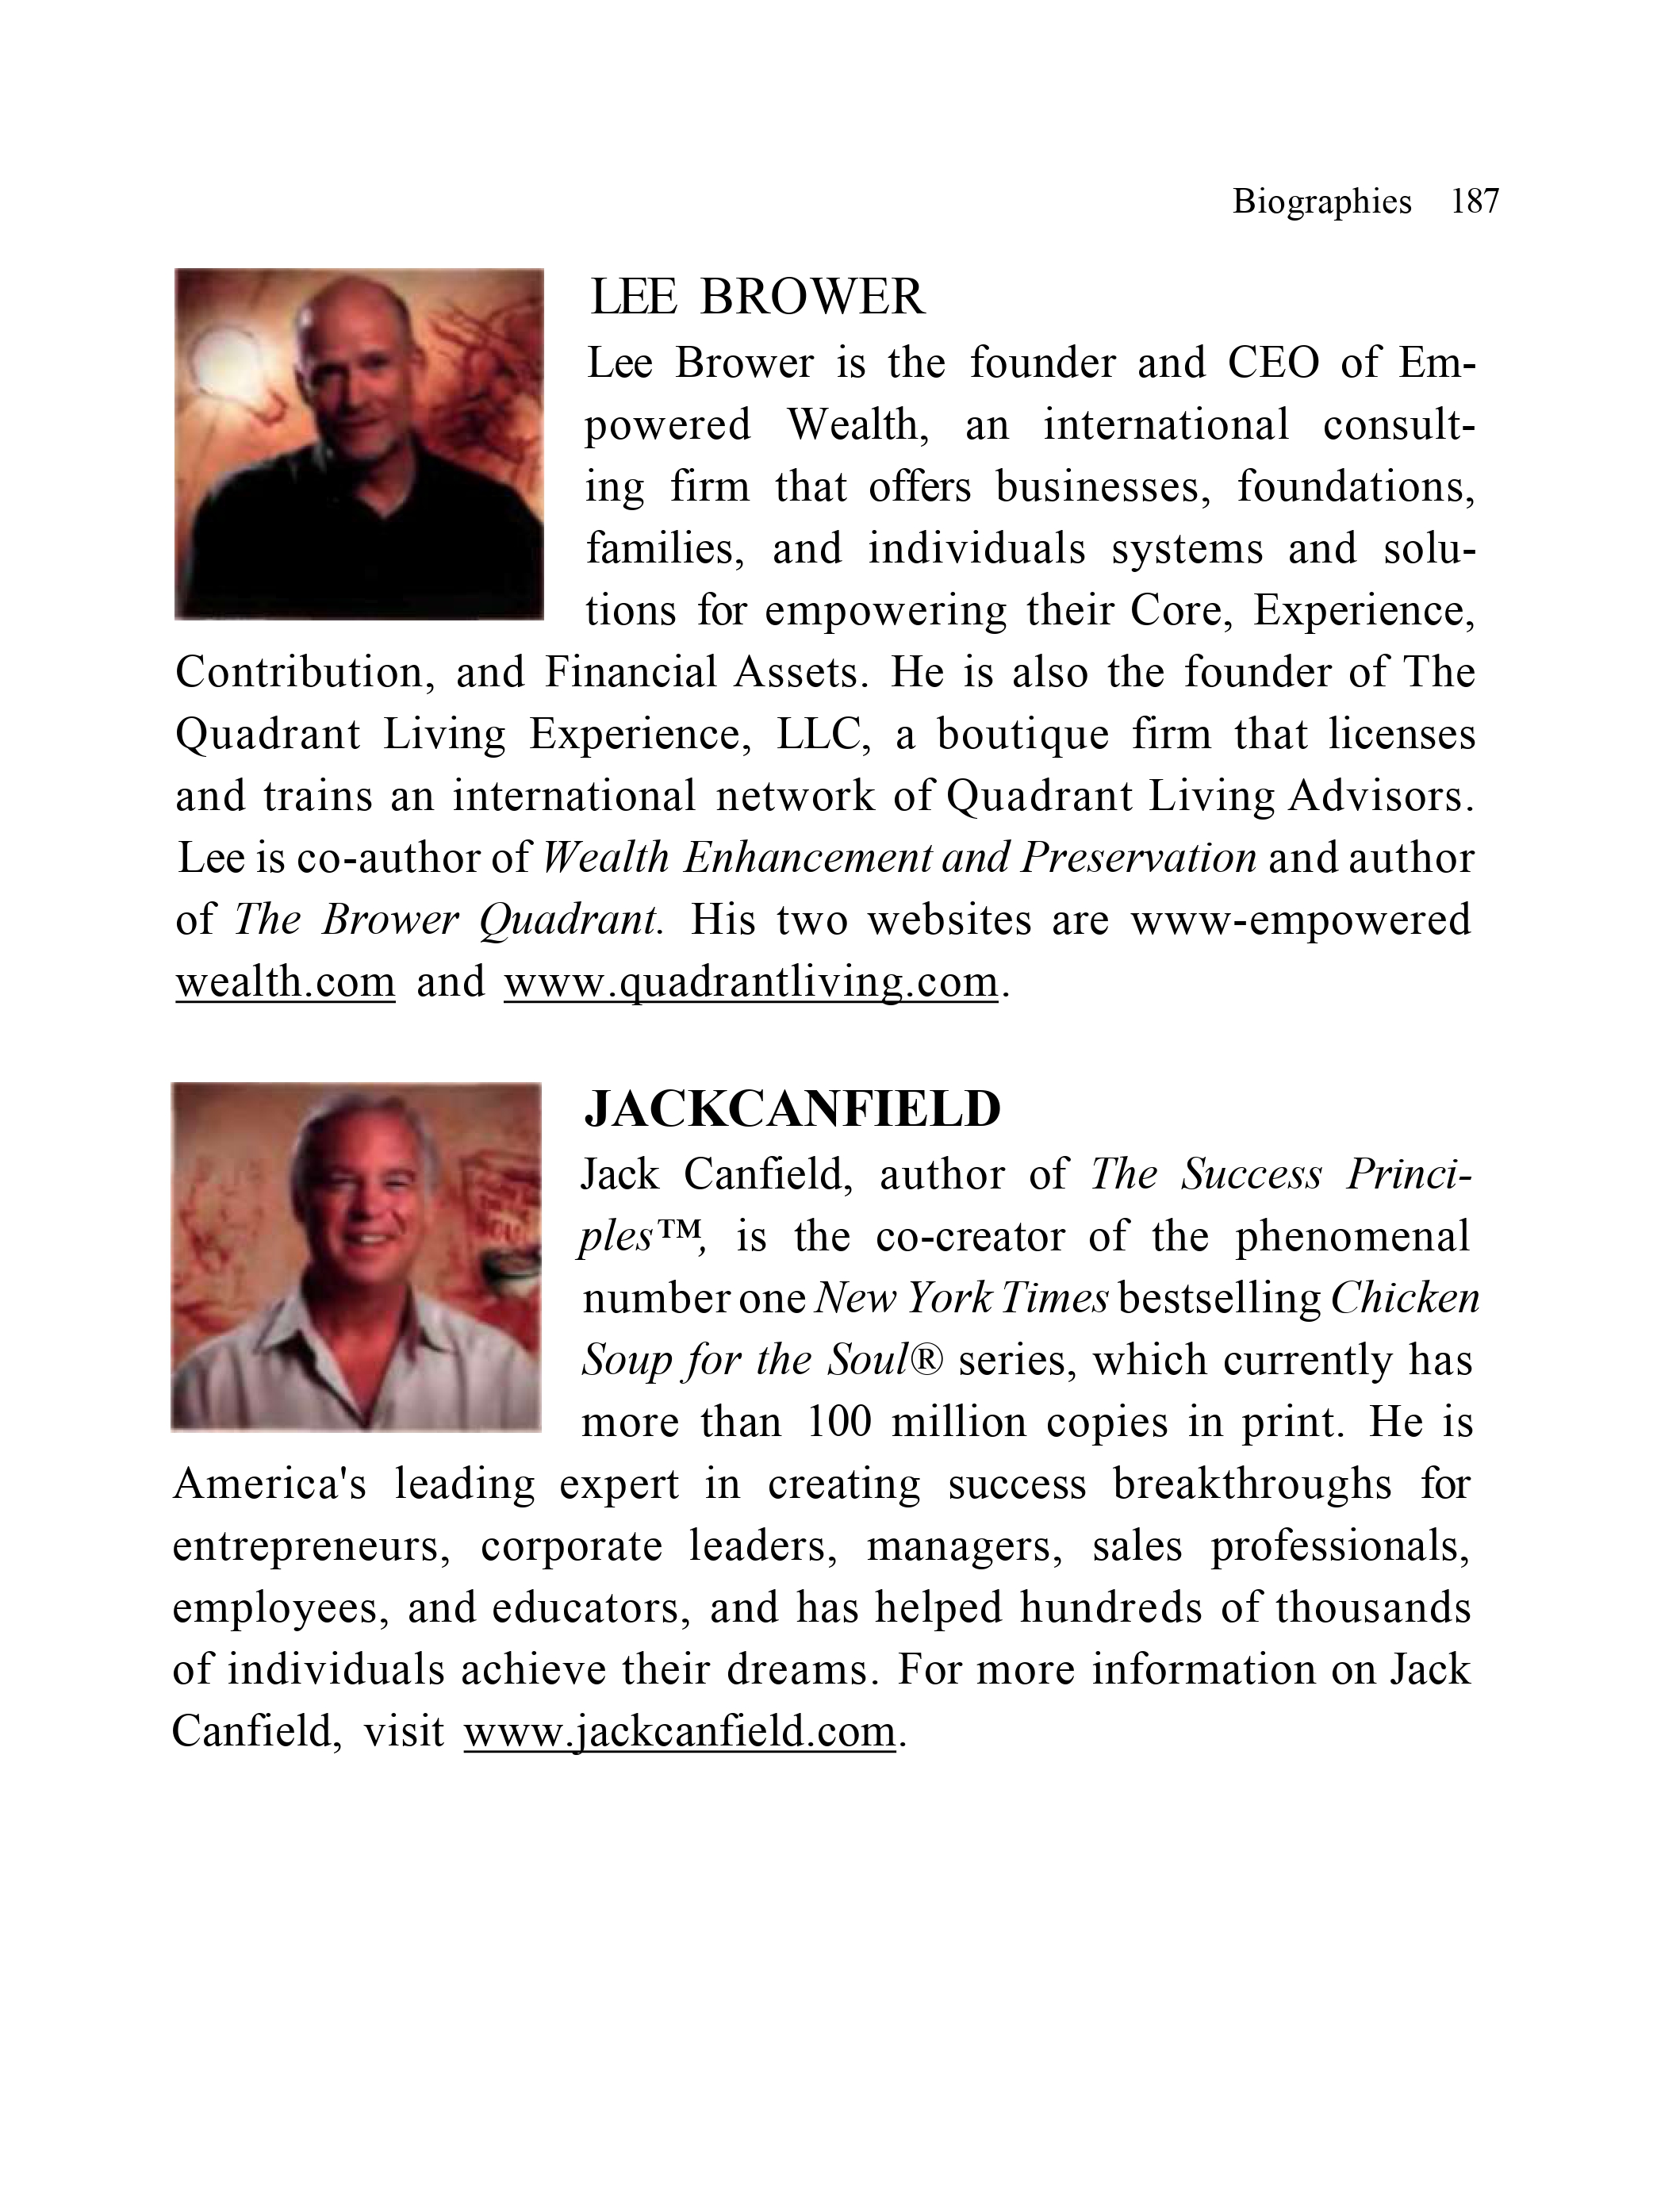 Biographies 187
LEE BROWER
Lee Brower is the founder and CEO of Em-
powered Wealth, an international consult-
ing firm that offers businesses, foundations,
families, and individuals systems and solu-
tions for empowering their Core, Experience,
Contribution, and Financial Assets. He is also the founder of The
Quadrant Living Experience, LLC, a boutique firm that licenses
and trains an international network of Quadrant Living Advisors.
Lee is co-author of Wealth Enhancement and Preservation and author
of The Brower Quadrant. His two websites are www-empowered
wealth.com and www.quadrantliving.com.
JACKCANFIELD
Jack Canfield, author of The Success Princi-
ples™, is the co-creator of the phenomenal
number one New York Times bestselling Chicken
Soup for the Soul® series, which currently has
more than 100 million copies in print. He is
America's leading expert in creating success breakthroughs for
entrepreneurs, corporate leaders, managers, sales professionals,
employees, and educators, and has helped hundreds of thousands
of individuals achieve their dreams. For more information on Jack
Canfield, visit www.jackcanfield.com.